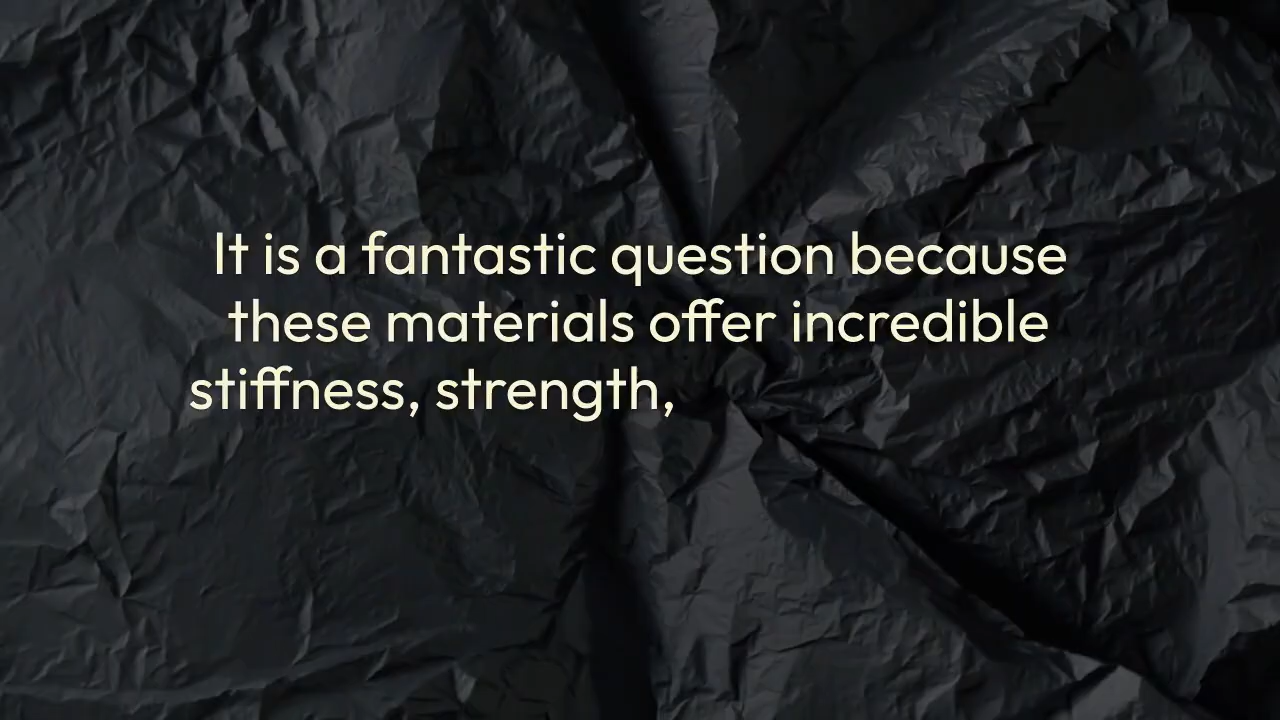 It is a fantastic question because
these materials offer incredible
stiffness, strength,